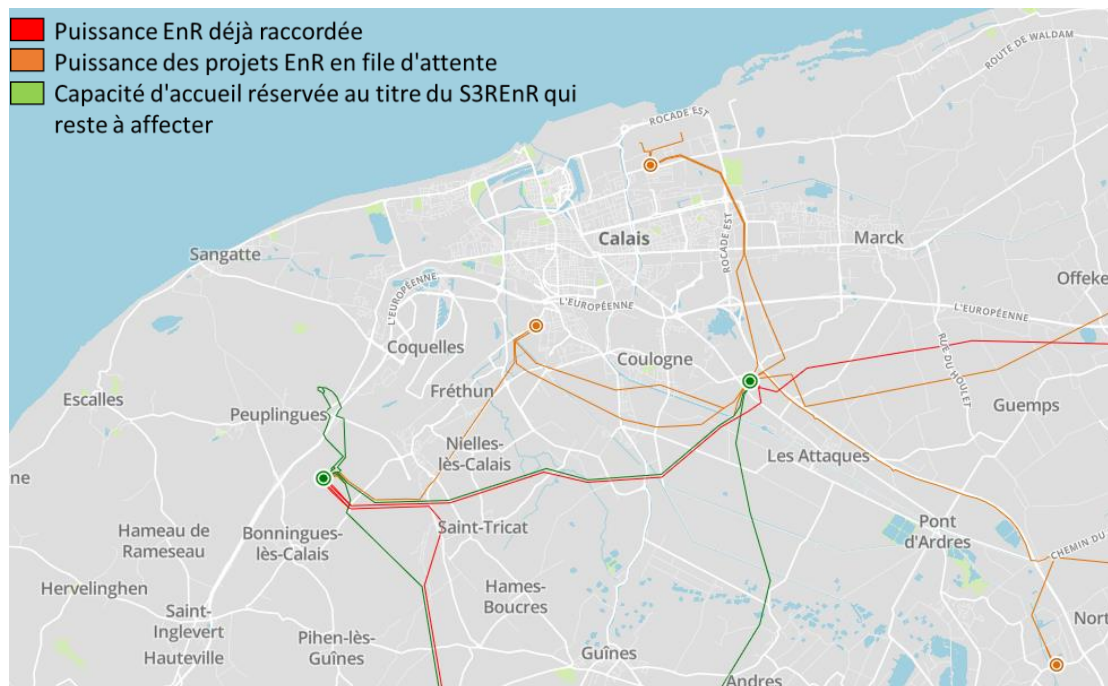 Puissance EnR déjà raccordée
Puissance des projets EnR en file d'attente
Capacité d'accueil réservée au titre du S3REnR qui
reste à affecter
ROUTE DE WALDAM
ROCADE EST
Calais
Marck
ROCADE EST
Sangatte
L'EUROPÉENNE
Offeke
L'EUROPÉENNE
L'EUROPÉENNE
Coquelles
Coulogne
RUE DU HOULET
Fréthun
Escalles
Peuplingues
Guemps
Nielles-
lès-Calais
Les Attaques
ne
Hameau de
Rameseau
Bonningues-
lès-Calais
Saint-Tricat
Pont
d'Ardres
CHEMIN DU
Hervelinghen
Hames-
Boucres
Saint-
Inglevert
Hauteville
Pihen-lès-
Guînes
Guînes
Nort
Andres